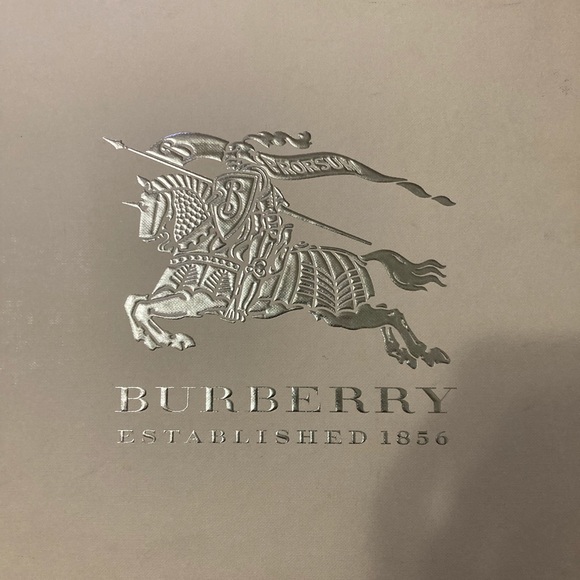 B
PRORSUM
B
BURBERRY
ESTABLISHED 1856